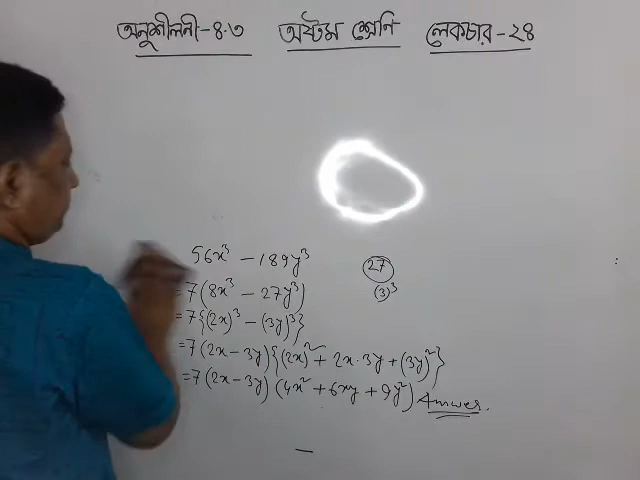 অনুশীলনী-৪.৩ অষ্টম শ্রেণি লেকচার-২৪
56x³ - 189y³
=7(8x³ - 27y³)
=7{(2x)³ - (3y)³}
=7(2x-3y){(2x)² + 2x·3y + (3y)²}
=7(2x-3y)(4x² + 6xy + 9y²) Answer.
27
(3)³